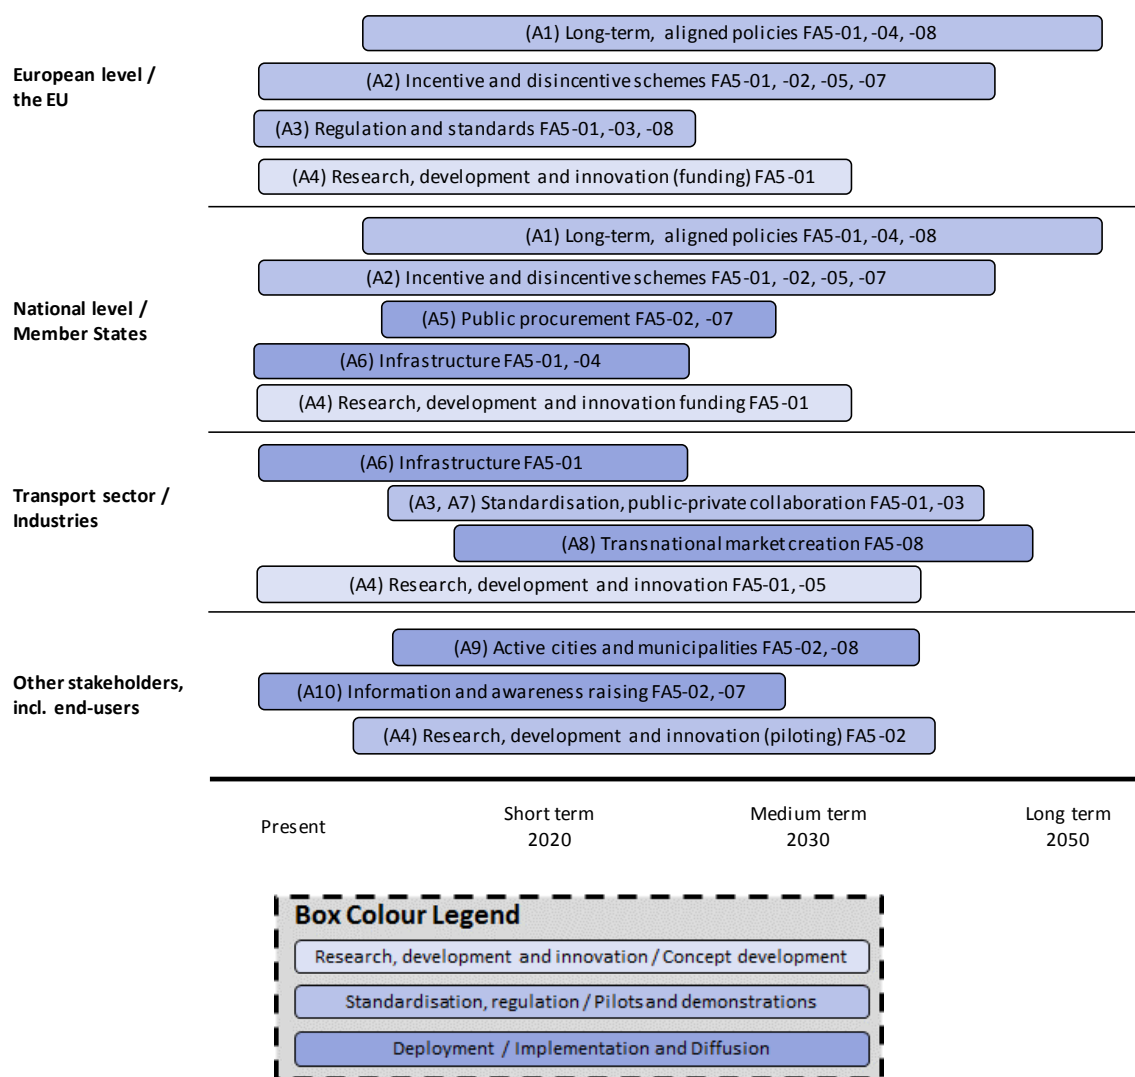 European level /
the EU
(A1) Long-term, aligned policies FA5-01, -04, -08
(A2) Incentive and disincentive schemes FA5-01, -02, -05, -07
(A3) Regulation and standards FA5-01, -03, -08
(A4) Research, development and innovation (funding) FA5-01
National level /
Member States
(A1) Long-term, aligned policies FA5-01, -04, -08
(A2) Incentive and disincentive schemes FA5-01, -02, -05, -07
(A5) Public procurement FA5-02, -07
(A6) Infrastructure FA5-01, -04
(A4) Research, development and innovation funding FA5-01
Transport sector /
Industries
(A6) Infrastructure FA5-01
(A3, A7) Standardisation, public-private collaboration FA5-01, -03
(A8) Transnational market creation FA5-08
(A4) Research, development and innovation FA5-01, -05
Other stakeholders,
incl. end-users
(A9) Active cities and municipalities FA5-02, -08
(A10) Information and awareness raising FA5-02, -07
(A4) Research, development and innovation (piloting) FA5-02
Present
Short term
2020
Medium term
2030
Long term
2050
Box Colour Legend
Research, development and innovation / Concept development
Standardisation, regulation / Pilots and demonstrations
Deployment / Implementation and Diffusion